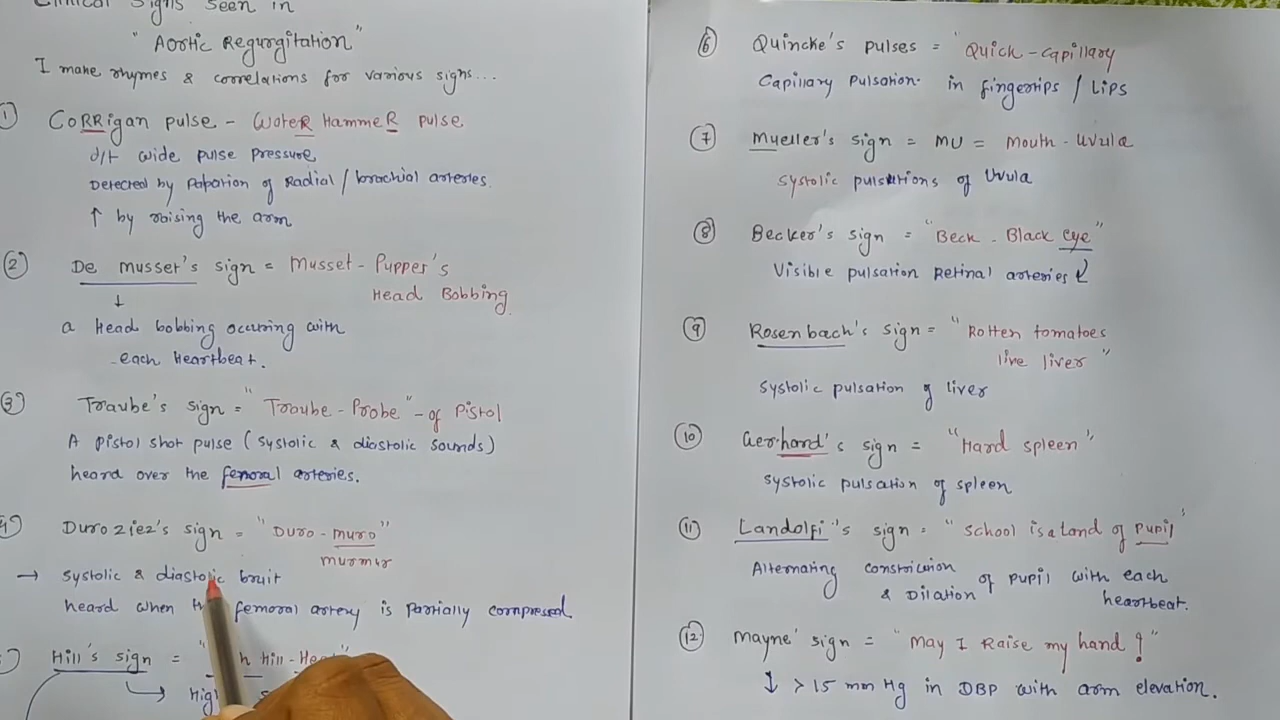 Clinical Signs seen in
"Aortic Regurgitation"
I make rhymes & correlations for various signs...
① CoRRigan pulse - WateR HammeR pulse
d/t wide pulse pressure
Detected by Palpation of Radial / brachial arteries.
↑ by raising the arm
② De musset's sign = Musset - Pupper's
Head Bobbing
↓
a Head bobbing occuring with
each Heartbeat.
③ Traube's sign = "Traube - Probe" - of Pistol
A Pistol shot pulse (systolic & diastolic sounds)
heard over the femoral arteries.
Duroziez's sign = "Duro - muro"
murmur
→ systolic & diastolic bruit
heard when femoral artery is partially compressed
Hill's sign = Hill -
⑥ Quincke's pulses = "Quick - capillary
Capillary Pulsation. in fingertips / Lips
⑦ Mueller's sign = MU = Mouth - Uvula
systolic pulsations of Uvula
⑧ Becker's sign = "Beck - Black eye"
Visible pulsation Retinal arteries
⑨ Rosenbach's sign = "Rotten tomatoes
live liver"
systolic pulsation of liver
⑩ Gerhard's sign = "Hard spleen"
systolic pulsation of spleen
⑪ Landolfi's sign = "School is a Land of pupil"
Alternating constriction & Dilation of pupil with each heartbeat.
⑫ Mayne' sign = "May I Raise my hand!"
↓ >15 mm Hg in DBP with arm elevation.